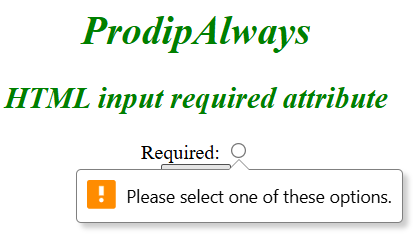 ProdipAlways
HTML input required attribute
Required:
Please select one of these options.